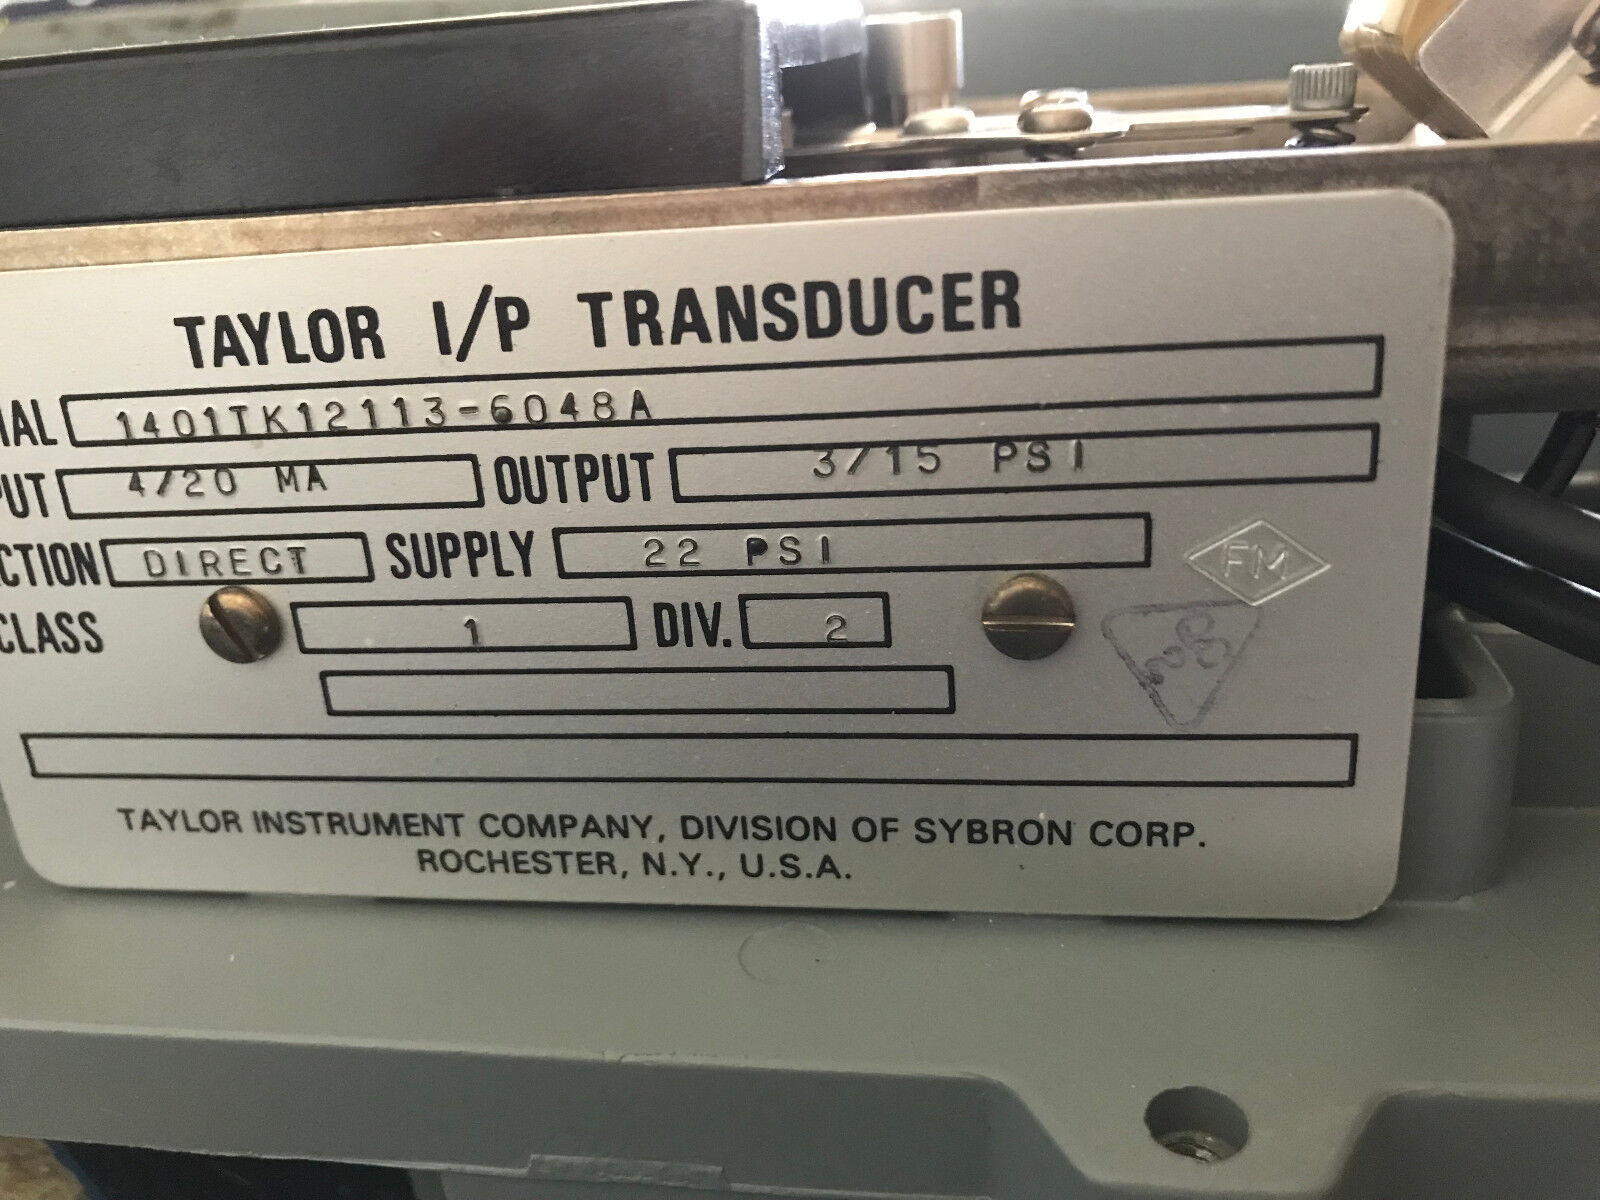 TAYLOR I/P TRANSDUCER
IAL 1401TK12113-6048A
PUT 4/20 MA OUTPUT 3/15 PSI
CTION DIRECT SUPPLY 22 PSI
FM
CLASS 1 DIV. 2
TAYLOR INSTRUMENT COMPANY, DIVISION OF SYBRON CORP.
ROCHESTER, N.Y., U.S.A.